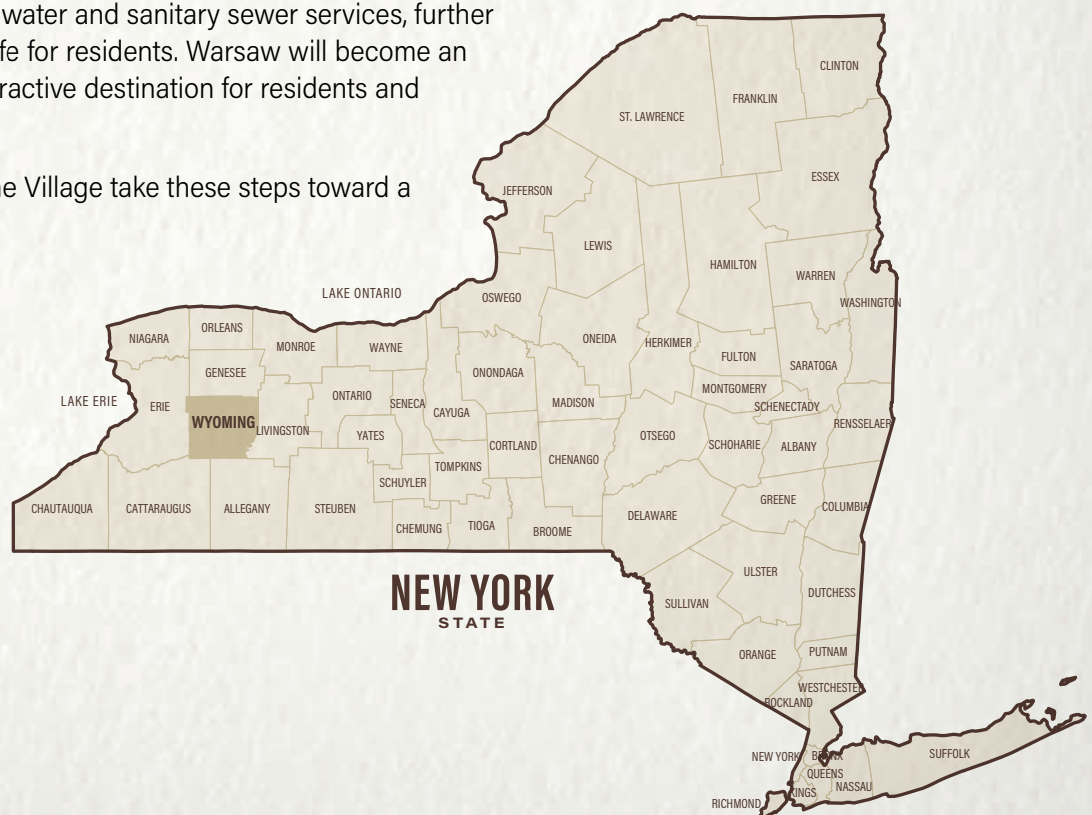 water and sanitary sewer services, further
fe for residents. Warsaw will become an
ractive destination for residents and
e Village take these steps toward a
CLINTON
FRANKLIN
ST. LAWRENCE
ESSEX
JEFFERSON
LEWIS
HAMILTON
WARREN
LAKE ONTARIO
OSWEGO
WASHINGTON
ORLEANS
NIAGARA
MONROE
WAYNE
ONEIDA
HERKIMER
FULTON
SARATOGA
GENESEE
ONONDAGA
MONTGOMERY
LAKE ERIE
ERIE
ONTARIO
SENECA
CAYUGA
MADISON
SCHENECTADY
WYOMING
LIVINGSTON
YATES
CORTLAND
OTSEGO
SCHOHARIE
ALBANY
RENSSELAER
TOMPKINS
CHENANGO
SCHUYLER
CHAUTAUQUA
CATTARAUGUS
ALLEGANY
STEUBEN
CHEMUNG
TIOGA
BROOME
DELAWARE
GREENE
COLUMBIA
NEW YORK
STATE
ULSTER
SULLIVAN
DUTCHESS
ORANGE
PUTNAM
WESTCHESTER
ROCKLAND
NEW YORK
BRONX
SUFFOLK
QUEENS
NASSAU
KINGS
RICHMOND